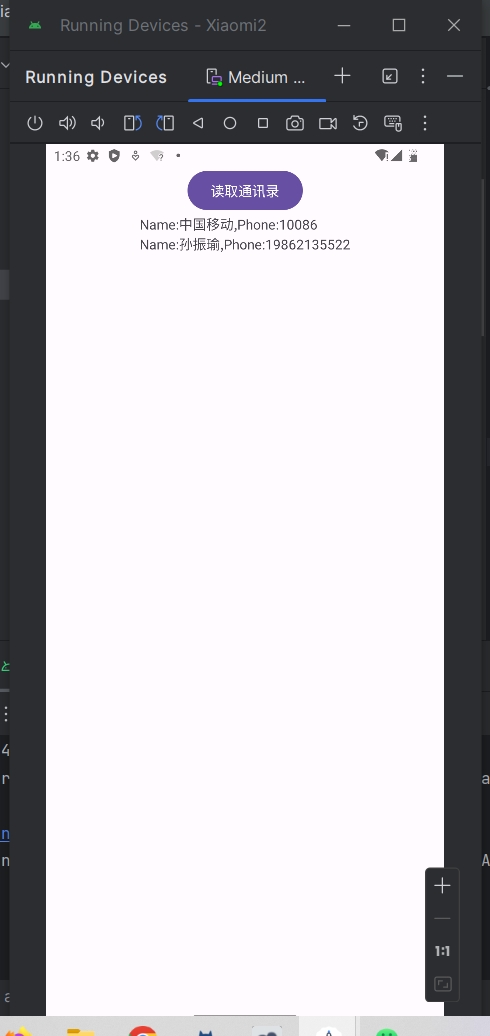 Running Devices - Xiaomi2
Running Devices
Medium ...
1:36
读取通讯录
Name:中国移动,Phone:10086
Name:孙振瑜,Phone:19862135522
1:1